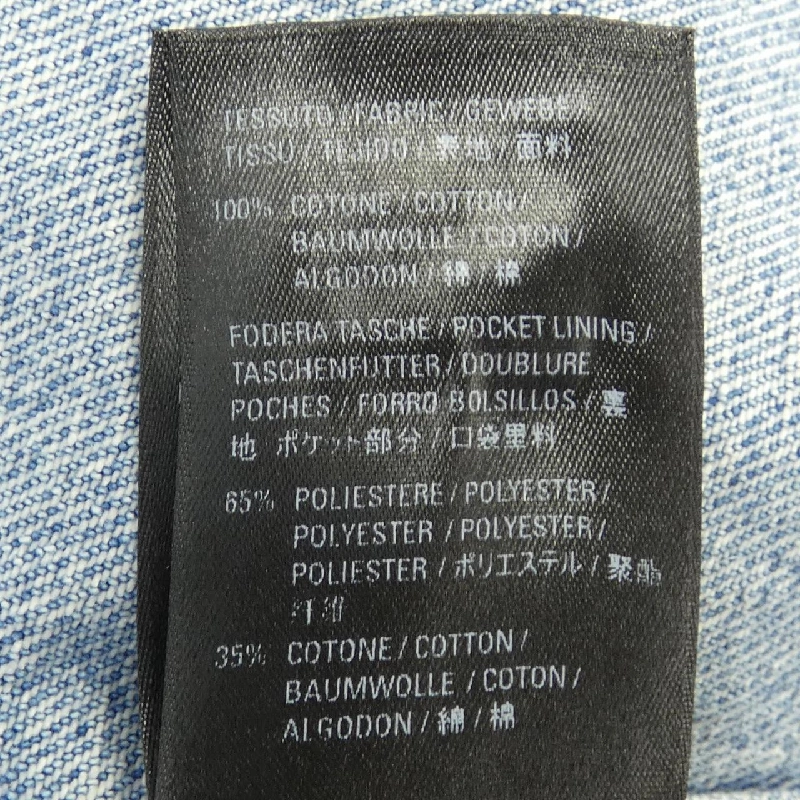 TESSUTO / FABRIC / GEWEBE /
TISSU / TEJIDO / 表地 / 面料
100% COTONE / COTTON /
BAUMWOLLE / COTON /
ALGODON / 綿 / 棉
FODERA TASCHE / POCKET LINING /
TASCHENFUTTER / DOUBLURE
POCHES / FORRO BOLSILLOS / 裏
地 ポケット部分 / 口袋里料
65% POLIESTERE / POLYESTER /
POLYESTER / POLYESTER /
POLIESTER / ポリエステル / 聚酯
纤维
35% COTONE / COTTON /
BAUMWOLLE / COTON /
ALGODON / 綿 / 棉